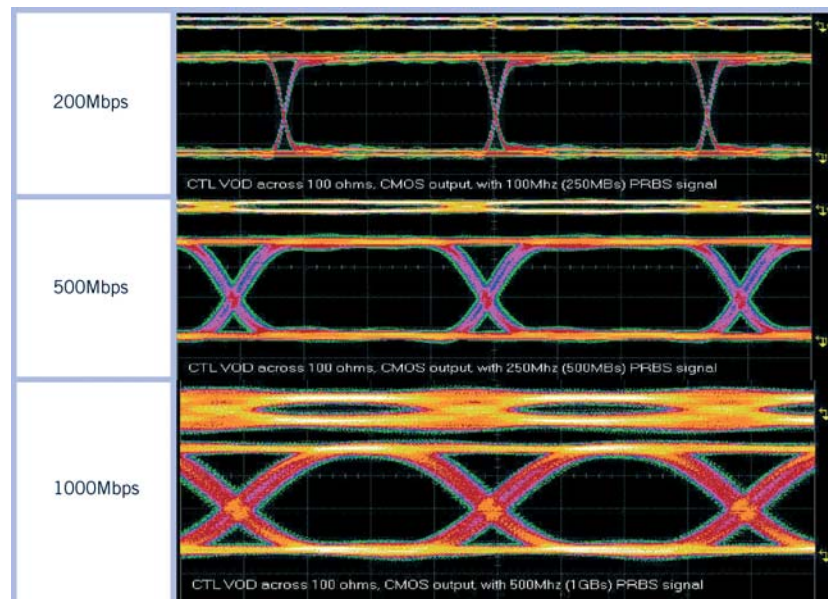 200Mbps
CTL VOD across 100 ohms, CMOS output, with 100Mhz (250MBs) PRBS signal
500Mbps
CTL VOD across 100 ohms, CMOS output, with 250Mhz (500MBs) PRBS signal
1000Mbps
CTL VOD across 100 ohms, CMOS output, with 500Mhz (1GBs) PRBS signal